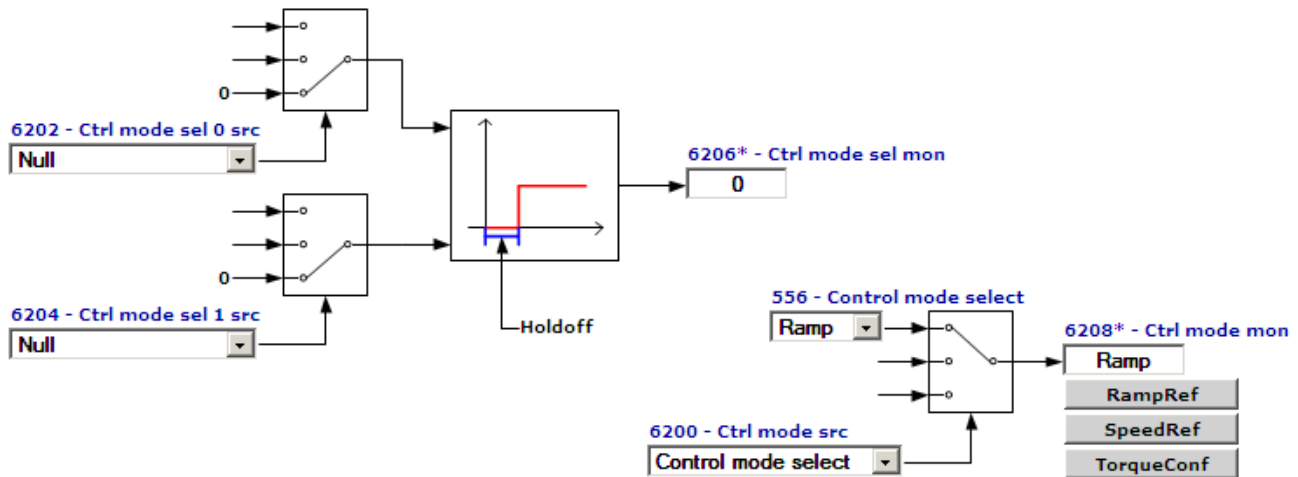 0
6202 - Ctrl mode sel 0 src
Null
6206* - Ctrl mode sel mon
0
0
6204 - Ctrl mode sel 1 src
Null
Holdoff
556 - Control mode select
Ramp
6208* - Ctrl mode mon
Ramp
RampRef
6200 - Ctrl mode src
SpeedRef
Control mode select
TorqueConf